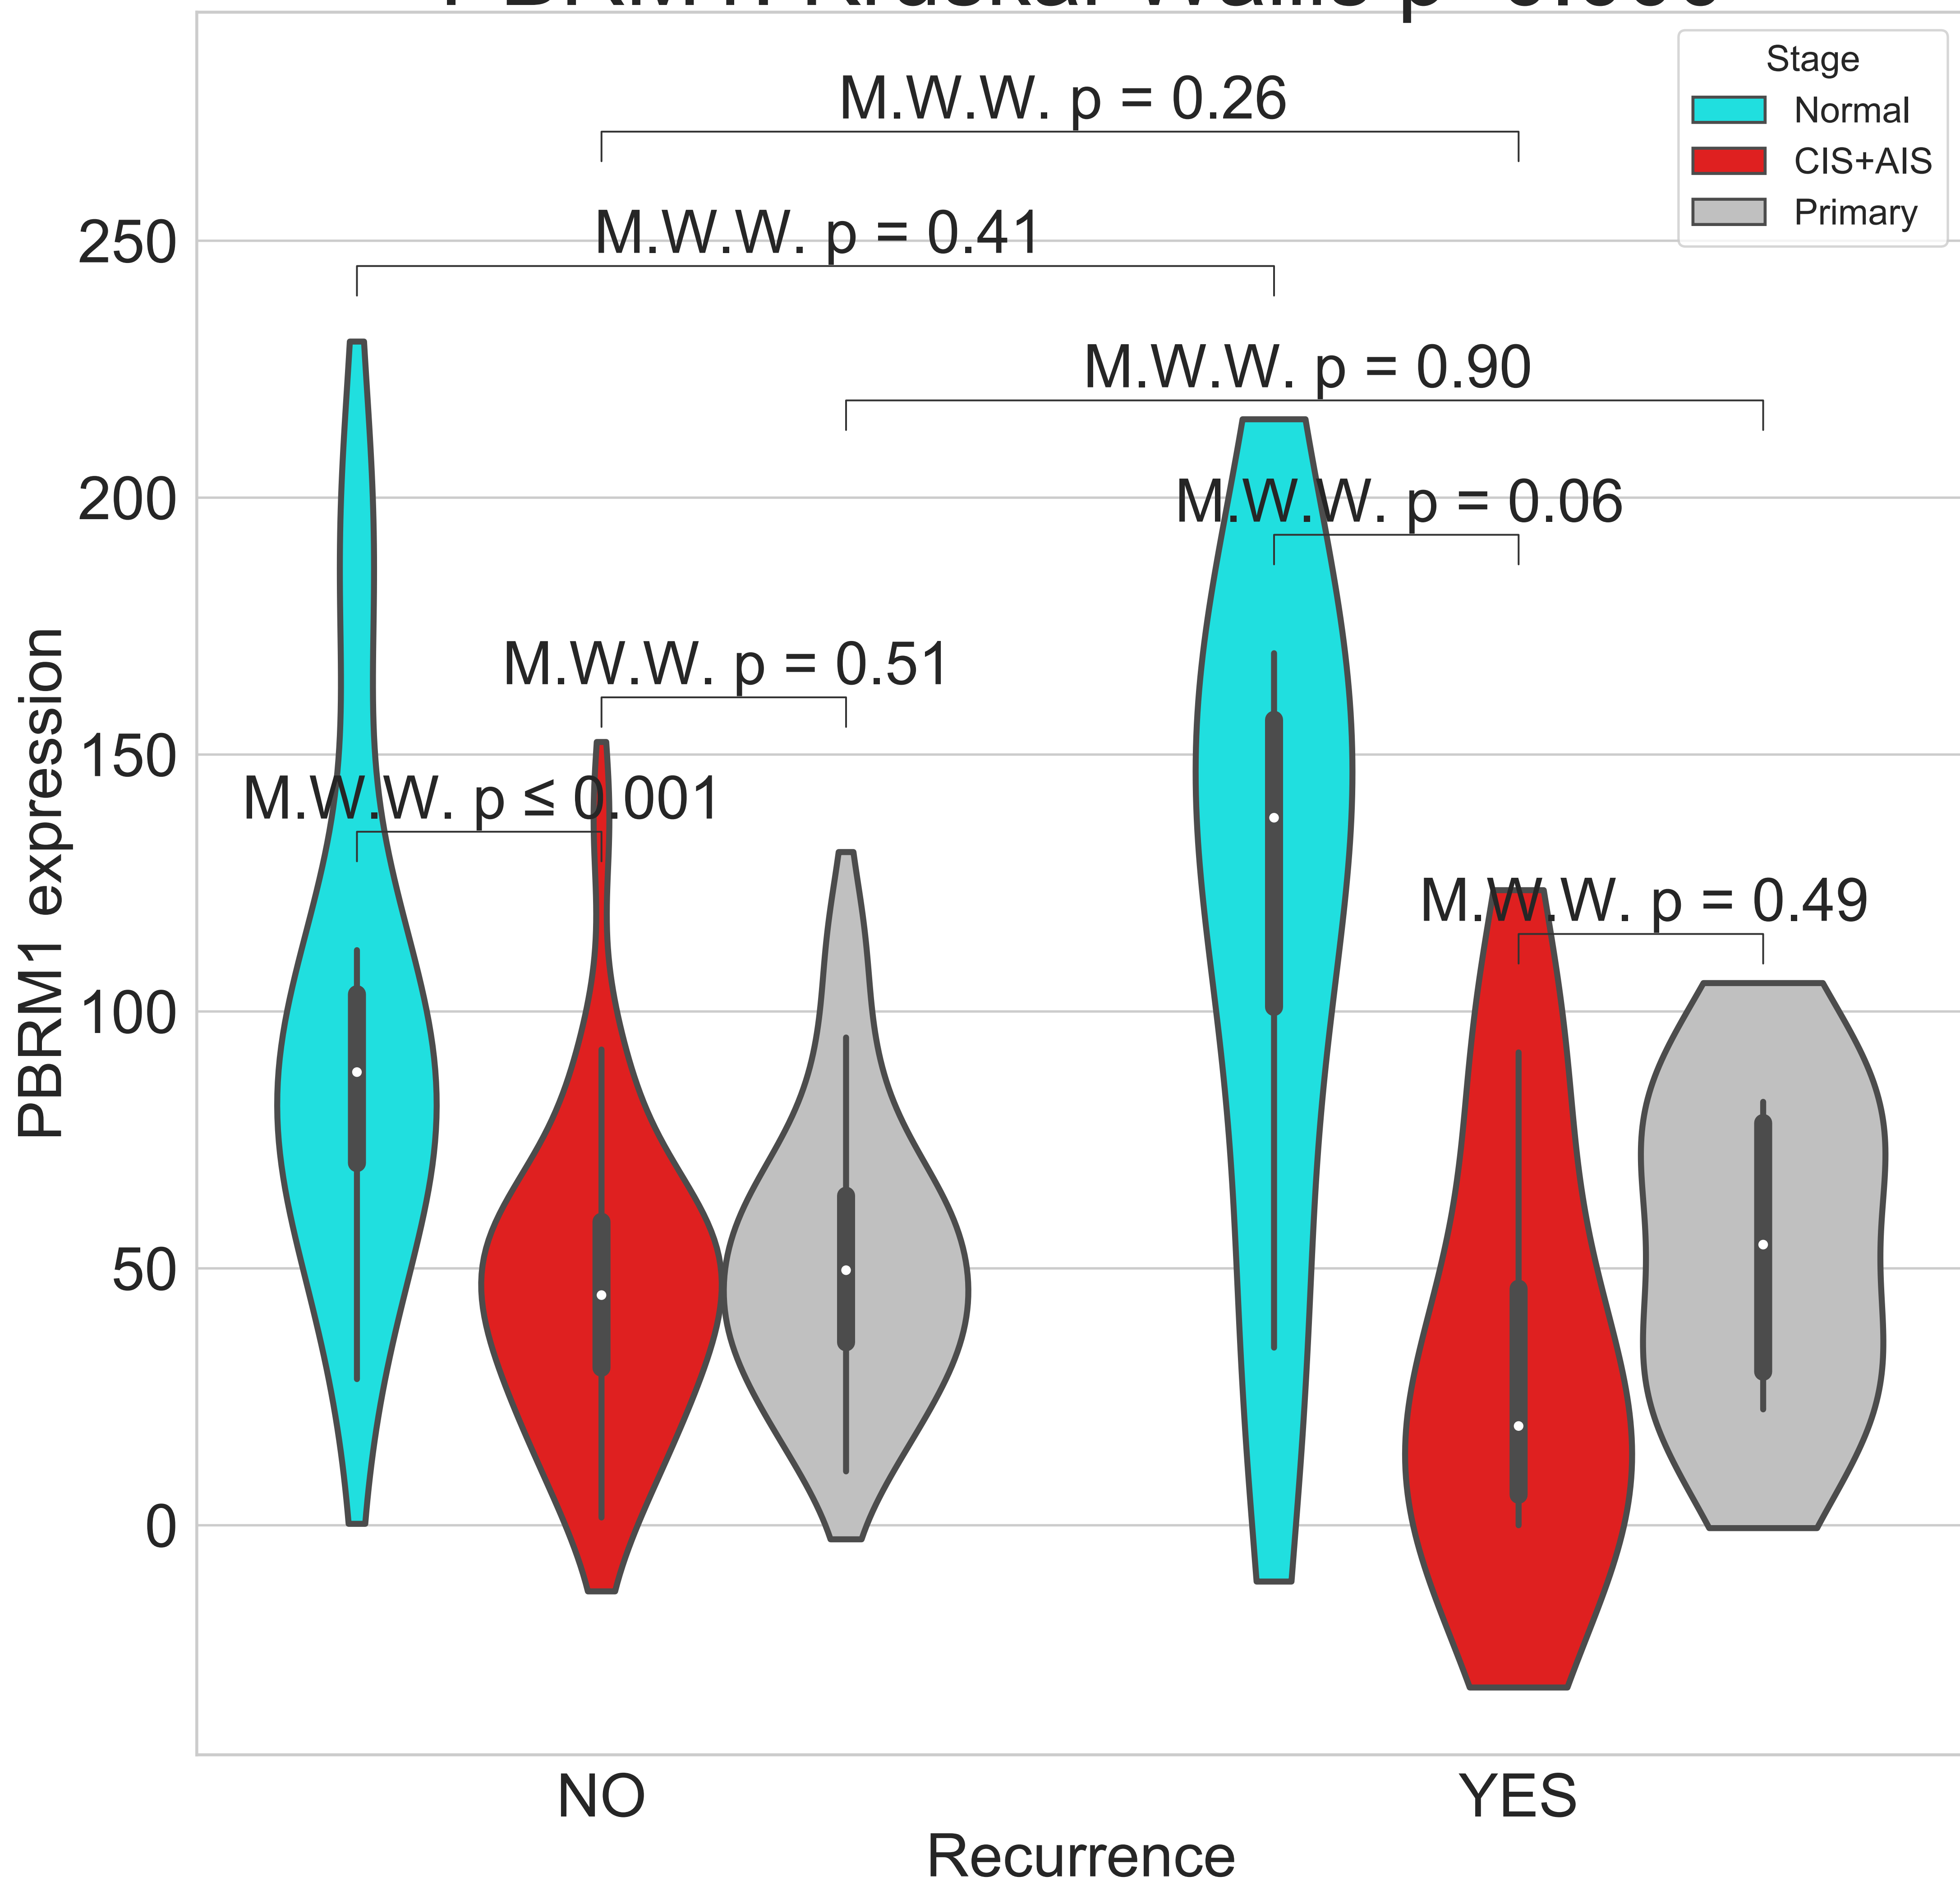 Stage
Normal
CIS+AIS
Primary
M.W.W. p = 0.26
M.W.W. p = 0.41
M.W.W. p = 0.90
M.W.W. p = 0.06
M.W.W. p = 0.51
M.W.W. p ≤ 0.001
M.W.W. p = 0.49
PBRM1 expression
250
200
150
100
50
0
NO
YES
Recurrence